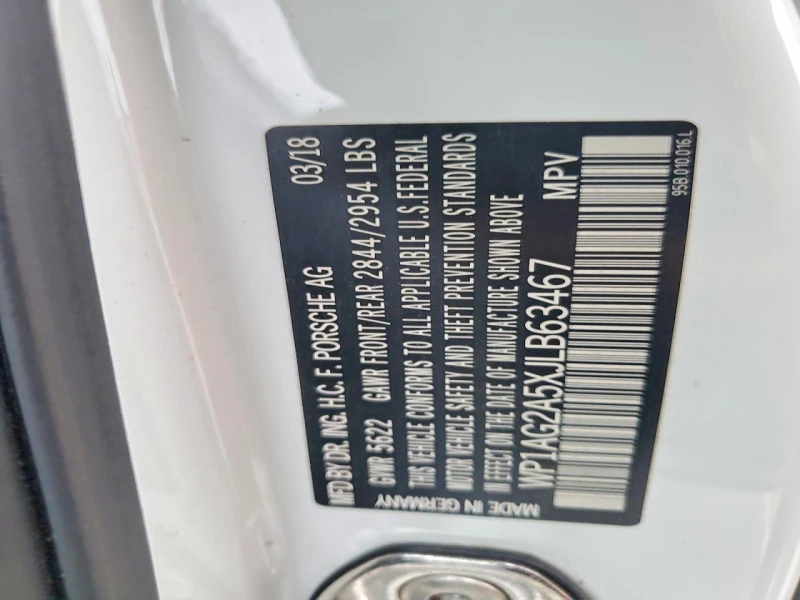 MFD BY DR. ING. H.C. F. PORSCHE AG 03/18
GVWR 5622 GAWR FRONT/REAR 2844/2954 LBS
THIS VEHICLE CONFORMS TO ALL APPLICABLE U.S. FEDERAL
MOTOR VEHICLE SAFETY AND THEFT PREVENTION STANDARDS
IN EFFECT ON THE DATE OF MANUFACTURE SHOWN ABOVE
WP1AG2A5XJLB63467 MPV
MADE IN GERMANY
95B.010.016.L